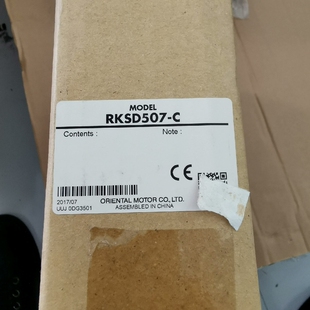 MODEL
RKSD507-C
Contents :
Note :
CE
2017/07
ORIENTAL MOTOR CO., LTD.
ASSEMBLED IN CHINA